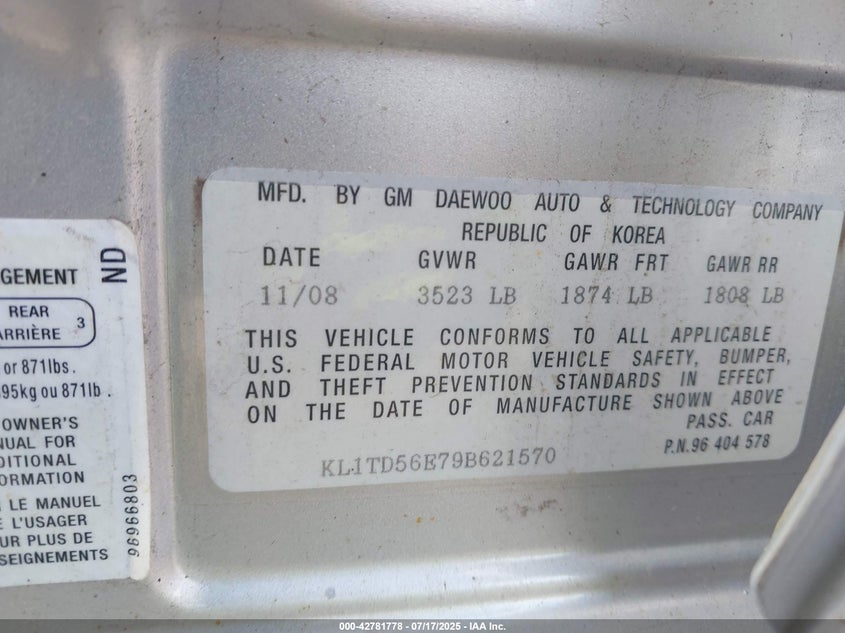 MFD. BY GM DAEWOO AUTO & TECHNOLOGY COMPANY
REPUBLIC OF KOREA
DATE GVWR GAWR FRT GAWR RR
11/08 3523 LB 1874 LB 1808 LB
THIS VEHICLE CONFORMS TO ALL APPLICABLE
U.S. FEDERAL MOTOR VEHICLE SAFETY, BUMPER,
AND THEFT PREVENTION STANDARDS IN EFFECT
ON THE DATE OF MANUFACTURE SHOWN ABOVE
PASS. CAR
P.N.96 404 578
KL1TD56E79B621570
GEMENT
ND
REAR
ARRIÈRE 3
or 871lbs.
95kg ou 871lb.
OWNER'S
NUAL FOR
DITIONAL
ORMATION
LE MANUEL
L'USAGER
UR PLUS DE
SEIGNEMENTS
96966803
000-42781778 - 07/17/2025 - IAA Inc.